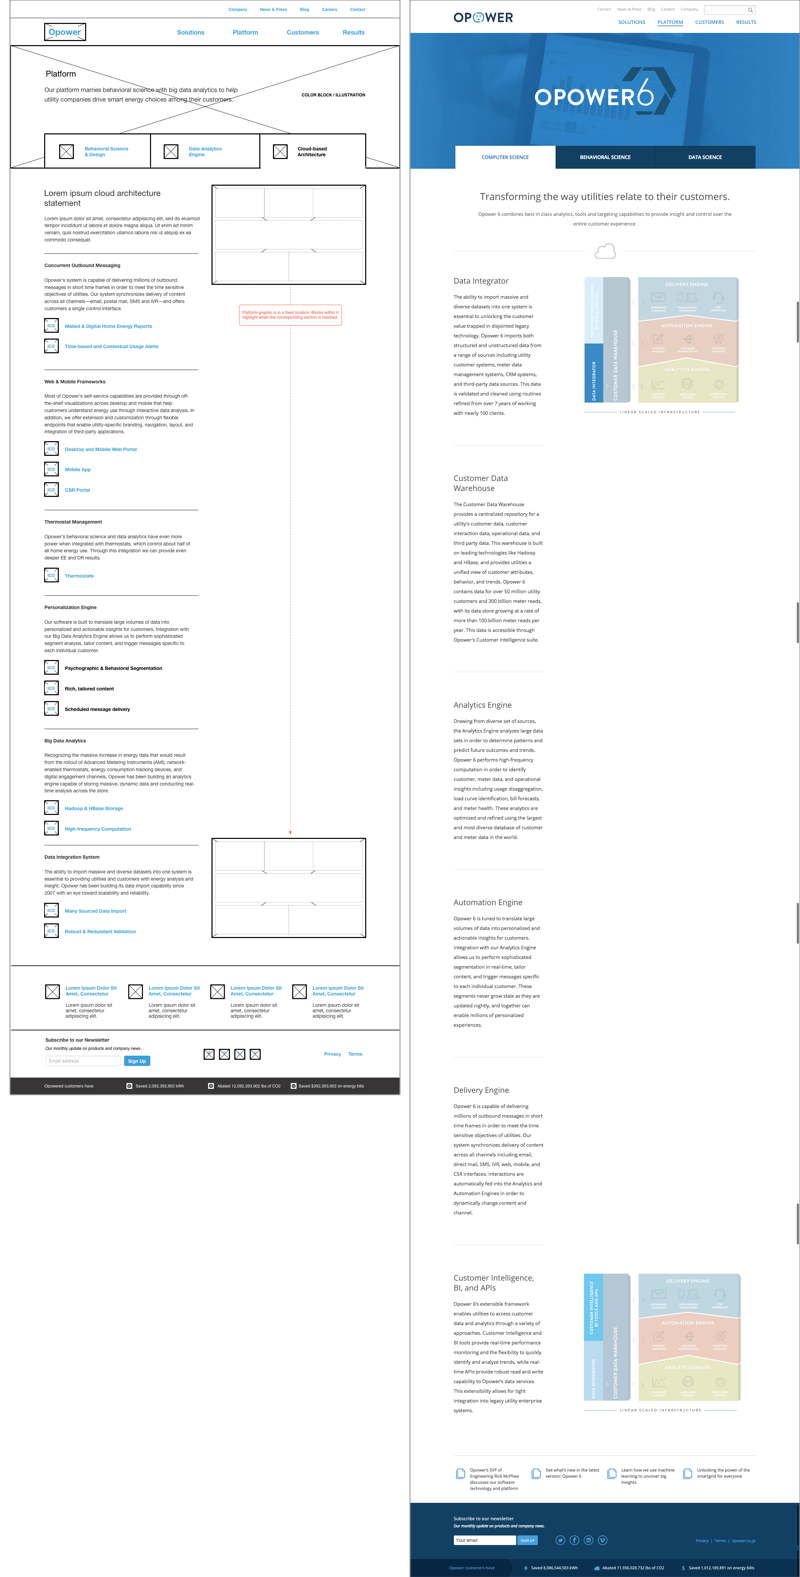 Company News & Press Blog Careers Contact
Opower
Solutions Platform Customers Results
Platform
Our platform marries behavioral science with big data analytics to help
utility companies drive smart energy choices among their customers.
COLOR BLOCK / ILLUSTRATION
Behavioral Science
& Design
Data Analytics
Engine
Cloud-based
Architecture
Lorem ipsum cloud architecture
statement
Lorem ipsum dolor sit amet, consectetur adipisicing elit, sed do eiusmod
tempor incididunt ut labore et dolore magna aliqua. Ut enim ad minim
veniam, quis nostrud exercitation ullamco laboris nisi ut aliquip ex ea
commodo consequat.
Concurrent Outbound Messaging
Opower's system is capable of delivering millions of outbound
messages in short time frames in order to meet the time sensitive
objectives of utilities. Our system synchronizes delivery of content
across all channels—email, postal mail, SMS and IVR—and offers
customers a single control interface.
ICO Mailed & Digital Home Energy Reports
ICO Time-based and Contextual Usage Alerts
Platform graphic is in a fixed location. Blocks within it
highlight when the corresponding section is reached.
Web & Mobile Frameworks
Most of Opower's self-service capabilities are provided through off-
the-shelf visualizations across desktop and mobile that help
customers understand energy use through interactive data analysis. In
addition, we offer extension and customization through flexible
endpoints that enable utility-specific branding, navigation, layout, and
integration of third-party applications.
ICO Desktop and Mobile Web Portal
ICO Mobile App
ICO CSR Portal
Thermostat Management
Opower's behavioral science and data analytics have even more
power when integrated with thermostats, which control about half of
all home energy use. Through this integration we can provide even
deeper EE and DR results.
ICO Thermostats
Personalization Engine
Our software is built to translate large volumes of data into
personalized and actionable insights for customers. Integration with
our Big Data Analytics Engine allows us to perform sophisticated
segment analysis, tailor content, and trigger messages specific to
each individual customer.
ICO Psychographic & Behavioral Segmentation
ICO Rich, tailored content
ICO Scheduled message delivery
Big Data Analytics
Recognizing the massive increase in energy data that would result
from the rollout of Advanced Metering Instruments (AMI), network-
enabled thermostats, energy consumption tracking devices, and
digital engagement channels, Opower has been building an analytics
engine capable of storing massive, dynamic data and conducting real-
time analysis across the store.
ICO Hadoop & HBase Storage
ICO High-frequency Computation
Data Integration System
The ability to import massive and diverse datasets into one system is
essential to providing utilities and customers with energy analysis and
insight. Opower has been building its data import capability since
2007 with an eye toward scalability and reliability.
ICO Many Sourced Data Import
ICO Robust & Redundant Validation
Lorem Ipsum Dolor Sit
Amet, Consectetur
Lorem ipsum dolor sit
amet, consectetur
adipisicing elit.
Lorem Ipsum Dolor Sit
Amet, Consectetur
Lorem ipsum dolor sit
amet, consectetur
adipisicing elit.
Lorem Ipsum Dolor Sit
Amet, Consectetur
Lorem ipsum dolor sit
amet, consectetur
adipisicing elit.
Lorem Ipsum Dolor Sit
Amet, Consectetur
Lorem ipsum dolor sit
amet, consectetur
adipisicing elit.
Subscribe to our Newsletter
Our monthly update on products and company news.
Email address Sign Up
Privacy Terms
Opowered customers have Saved 2,092,393,902 kWh Abated 12,092,393,902 lbs of CO2 Saved $392,393,902 on energy bills
OPOWER
Contact News & Press Blog Careers Company
SOLUTIONS PLATFORM CUSTOMERS RESULTS
OPOWER6
COMPUTER SCIENCE BEHAVIORAL SCIENCE DATA SCIENCE
Transforming the way utilities relate to their customers.
Opower 6 combines best in class analytics, tools and targeting capabilities to provide insight and control over the
entire customer experience.
Data Integrator
The ability to import massive and
diverse datasets into one system is
essential to unlocking the customer
value trapped in disjointed legacy
technology. Opower 6 imports both
structured and unstructured data from
a range of sources including utility
customer systems, meter data
management systems, CRM systems,
and third-party data sources. This data
is validated and cleaned using routines
refined from over 7 years of working
with nearly 100 clients.
DATA INTEGRATOR
CUSTOMER DATA WAREHOUSE
DELIVERY ENGINE
AUTOMATION ENGINE
ANALYTICS ENGINE
LINEAR SCALED INFRASTRUCTURE
Customer Data
Warehouse
The Customer Data Warehouse
provides a centralized repository for a
utility's customer data, customer
interaction data, operational data, and
third party data. This warehouse is built
on leading technologies like Hadoop
and HBase, and provides utilities a
unified view of customer attributes,
behavior, and trends. Opower 6
contains data for over 50 million utility
customers and 300 billion meter reads,
with its data store growing at a rate of
more than 100 billion meter reads per
year. This data is accessible through
Opower's Customer Intelligence suite.
Analytics Engine
Drawing from diverse set of sources,
the Analytics Engine analyzes large data
sets in order to determine patterns and
predict future outcomes and trends.
Opower 6 performs high-frequency
computation in order to identify
customer, meter data, and operational
insights including usage disaggregation,
load curve identification, bill forecasts,
and meter health. These analytics are
optimized and refined using the largest
and most diverse database of customer
and meter data in the world.
Automation Engine
Opower 6 is tuned to translate large
volumes of data into personalized and
actionable insights for customers.
Integration with our Analytics Engine
allows us to perform sophisticated
segmentation in real-time, tailor
content, and trigger messages specific
to each individual customer. These
segments never grow stale as they are
updated nightly, and together can
enable millions of personalized
experiences.
Delivery Engine
Opower 6 is capable of delivering
millions of outbound messages in short
time frames in order to meet the time
sensitive objectives of utilities. Our
system synchronizes delivery of content
across all channels including email,
direct mail, SMS, IVR, web, mobile, and
CSR interfaces. Interactions are
automatically fed into the Analytics and
Automation Engines in order to
dynamically change content and
channel.
Customer Intelligence,
BI, and APIs
Opower 6's extensible framework
enables utilities to access customer
data and analytics through a variety of
approaches. Customer Intelligence and
BI tools provide real-time performance
monitoring and the flexibility to quickly
identify and analyze trends, while real-
time APIs provide robust read and write
capability to Opower's data services.
This extensibility allows for tight
integration into legacy utility enterprise
systems.
CUSTOMER INTELLIGENCE
BI TOOLS AND APIs
DATA INTEGRATOR
CUSTOMER DATA WAREHOUSE
DELIVERY ENGINE
AUTOMATION ENGINE
ANALYTICS ENGINE
LINEAR SCALED INFRASTRUCTURE
Opower's SVP of
Engineering Rick McPhee
discusses our software
technology and platform
See what's new in the latest
version: Opower 6
Learn how we use machine
learning to uncover big
insights
Unlocking the power of the
smartgrid for everyone
Subscribe to our newsletter
Our monthly update on products and company news.
Your email SIGN UP
Privacy | Terms | opower.co.jp
Opower customers have Saved 8,096,544,503 kWh Abated 11,936,026,732 lbs of CO2 $ Saved 1,012,199,891 on energy bills